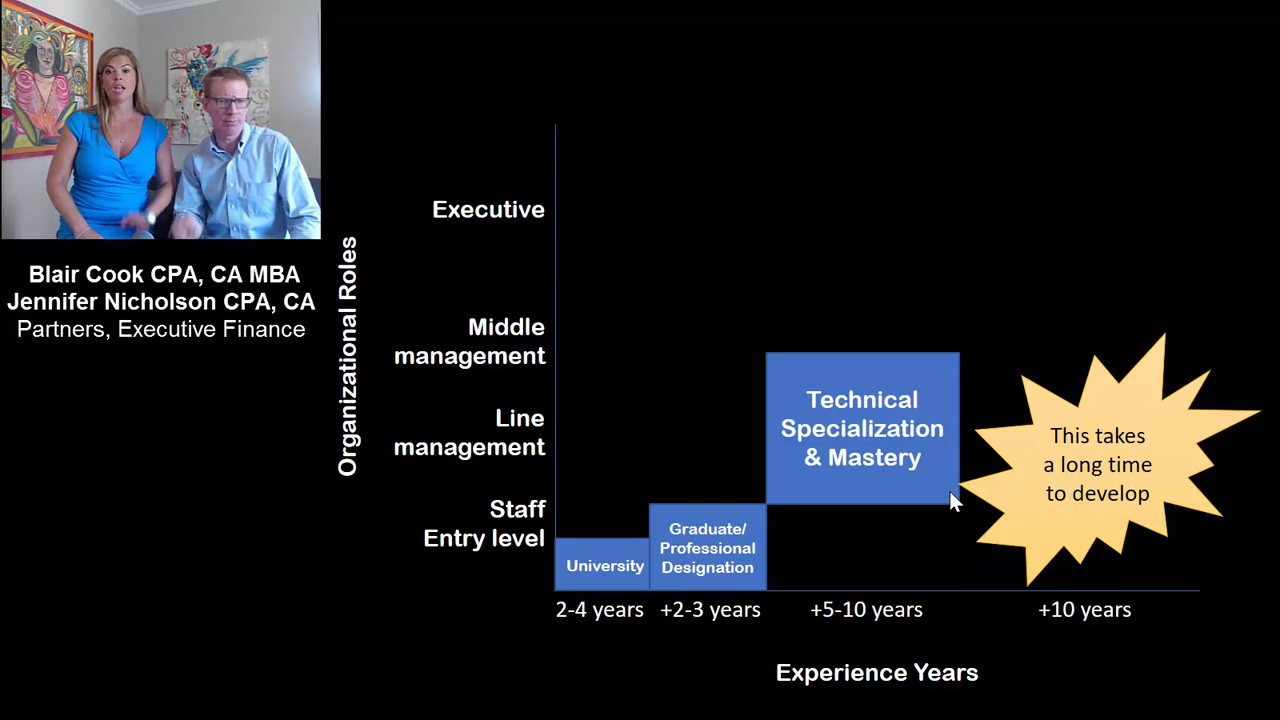 Blair Cook CPA, CA MBA
Jennifer Nicholson CPA, CA
Partners, Executive Finance
Organizational Roles
Executive
Middle
management
Line
management
Staff
Entry level
University
Graduate/
Professional
Designation
Technical
Specialization
& Mastery
This takes
a long time
to develop
2-4 years
+2-3 years
+5-10 years
+10 years
Experience Years